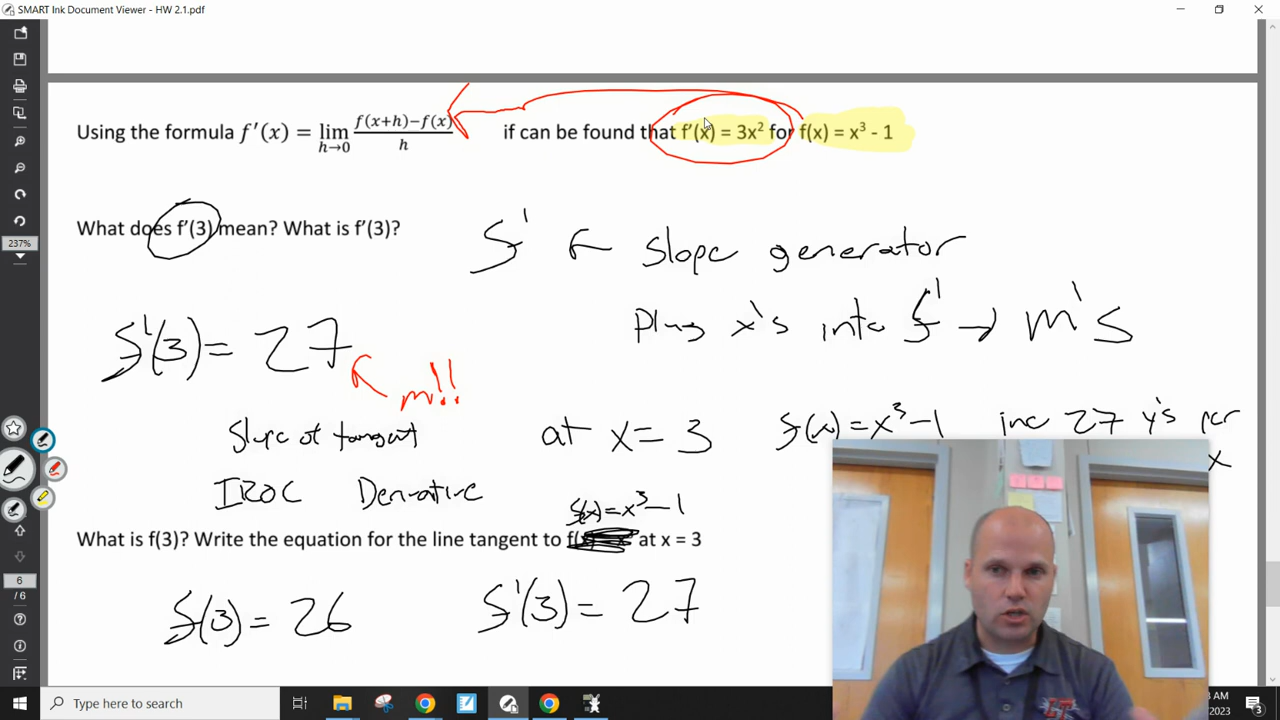 SMART Ink Document Viewer - HW 2.1.pdf
Using the formula f′(x) = lim h→0 f(x+h)−f(x) / h if can be found that f'(x) = 3x² for f(x) = x³ - 1
What does f'(3) mean? What is f'(3)?
f' ← slope generator
Plug x's into f' → m's
f'(3) = 27
m!!
Slope of tangent at x = 3 f(x) = x³ − 1 inc 27 y's per x
IROC Derivative
f(x) = x³ − 1
What is f(3)? Write the equation for the line tangent to at x = 3
f(3) = 26 f'(3) = 27
237%
6
/ 6
Type here to search
2023
3